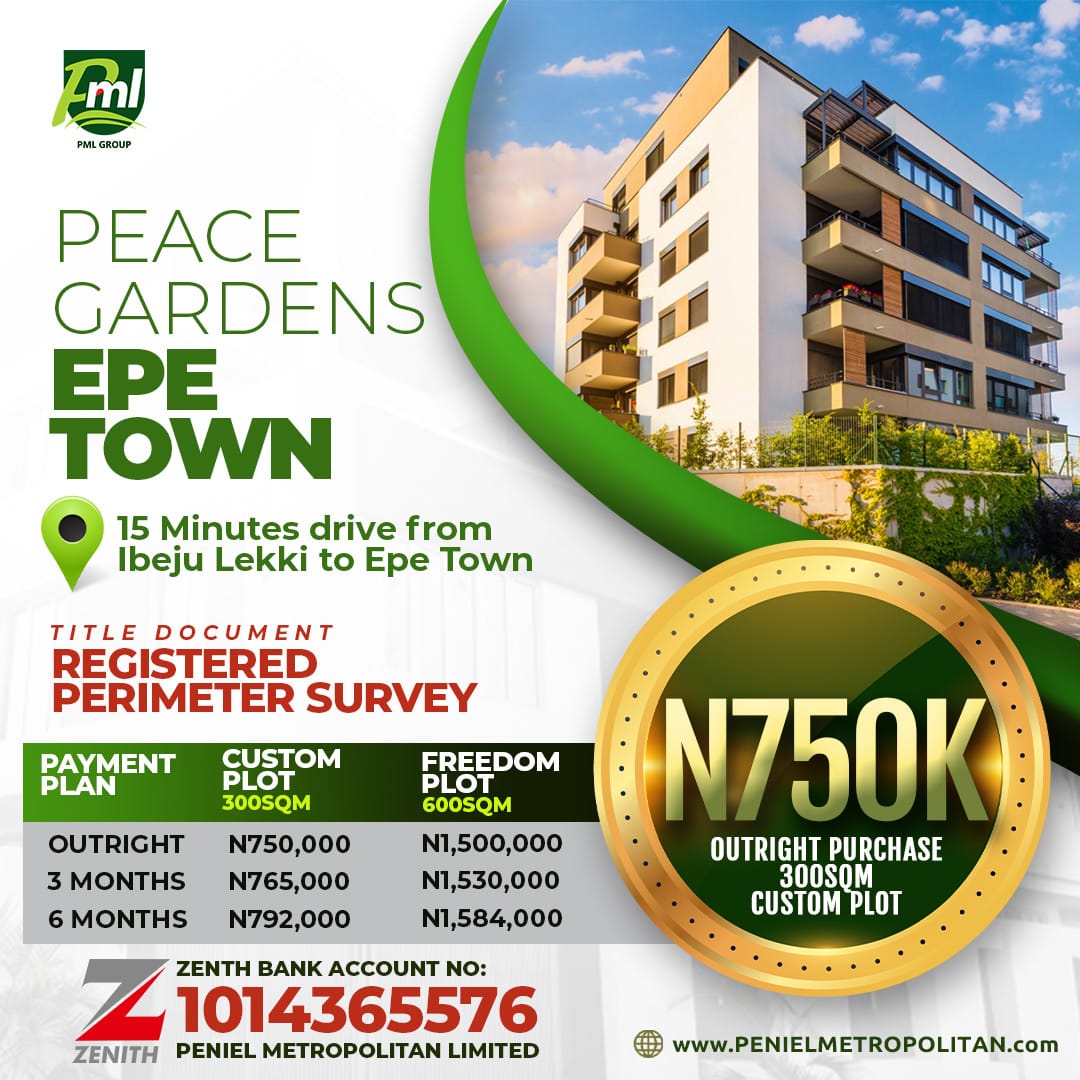 Pml
PML GROUP
PEACE
GARDENS
EPE
TOWN
15 Minutes drive from
Ibeju Lekki to Epe Town
TITLE DOCUMENT
REGISTERED
PERIMETER SURVEY
PAYMENT
PLAN
CUSTOM
PLOT
300SQM
FREEDOM
PLOT
600SQM
OUTRIGHT N750,000 N1,500,000
3 MONTHS N765,000 N1,530,000
6 MONTHS N792,000 N1,584,000
N750K
OUTRIGHT PURCHASE
300SQM
CUSTOM PLOT
ZENITH
ZENTH BANK ACCOUNT NO:
1014365576
PENIEL METROPOLITAN LIMITED
www.PENIELMETROPOLITAN.com